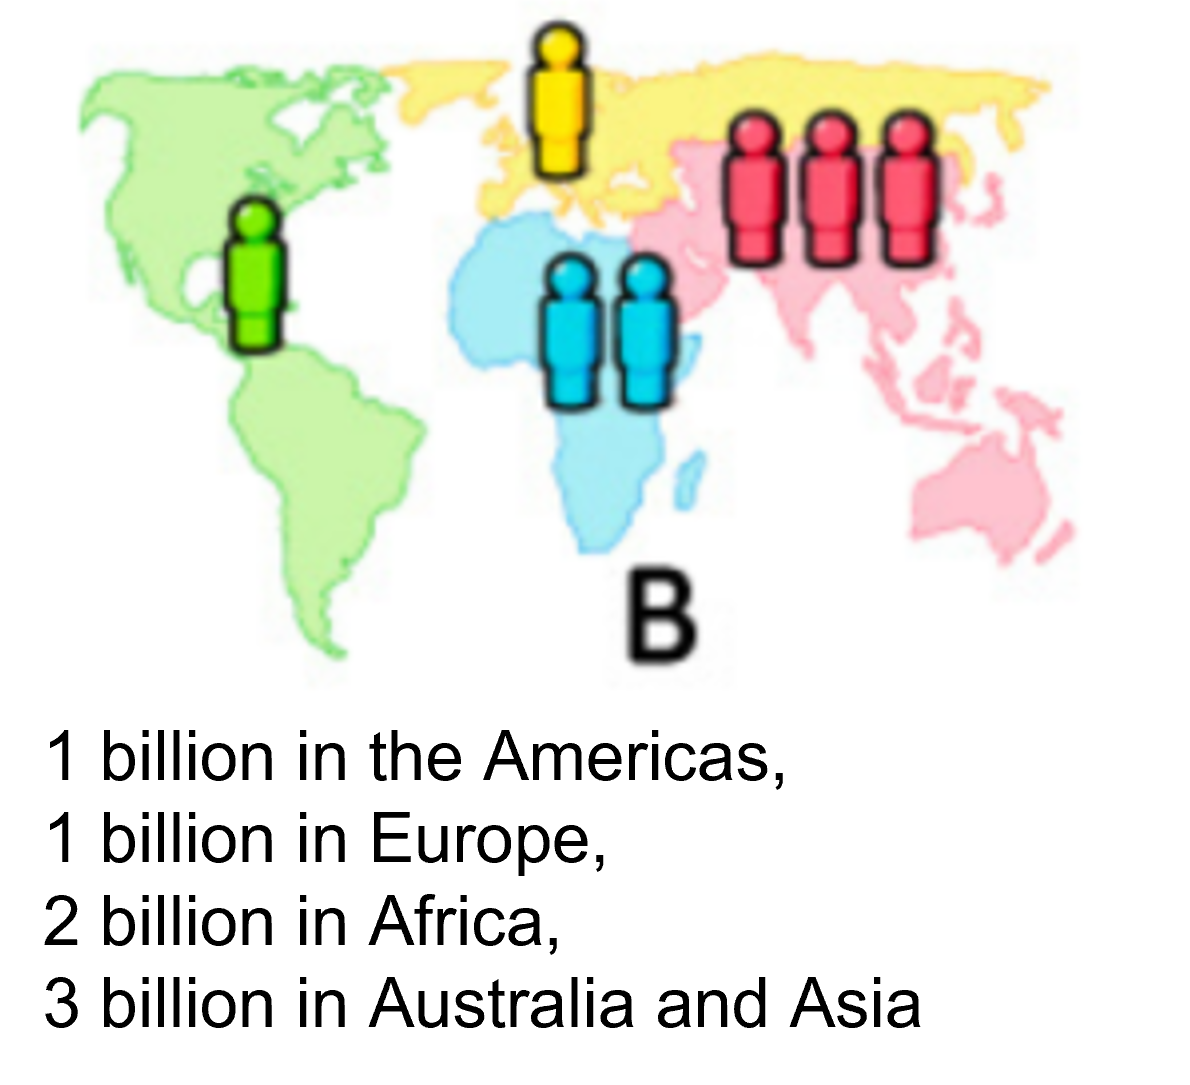 B
1 billion in the Americas,
1 billion in Europe,
2 billion in Africa,
3 billion in Australia and Asia